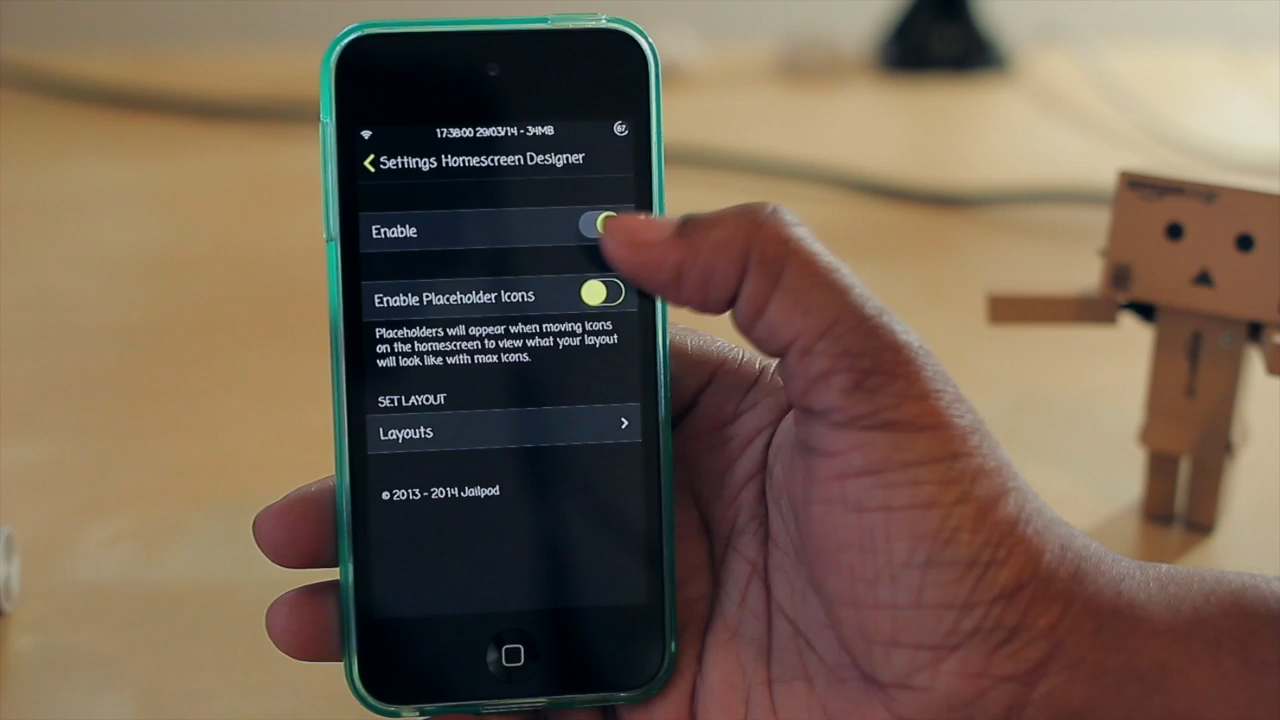 17:38:00 29/03/14 - 34MB
67
Settings Homescreen Designer
Enable
Enable Placeholder Icons
Placeholders will appear when moving icons
on the homescreen to view what your layout
will look like with max icons.
SET LAYOUT
Layouts
© 2013 - 2014 Jailpod